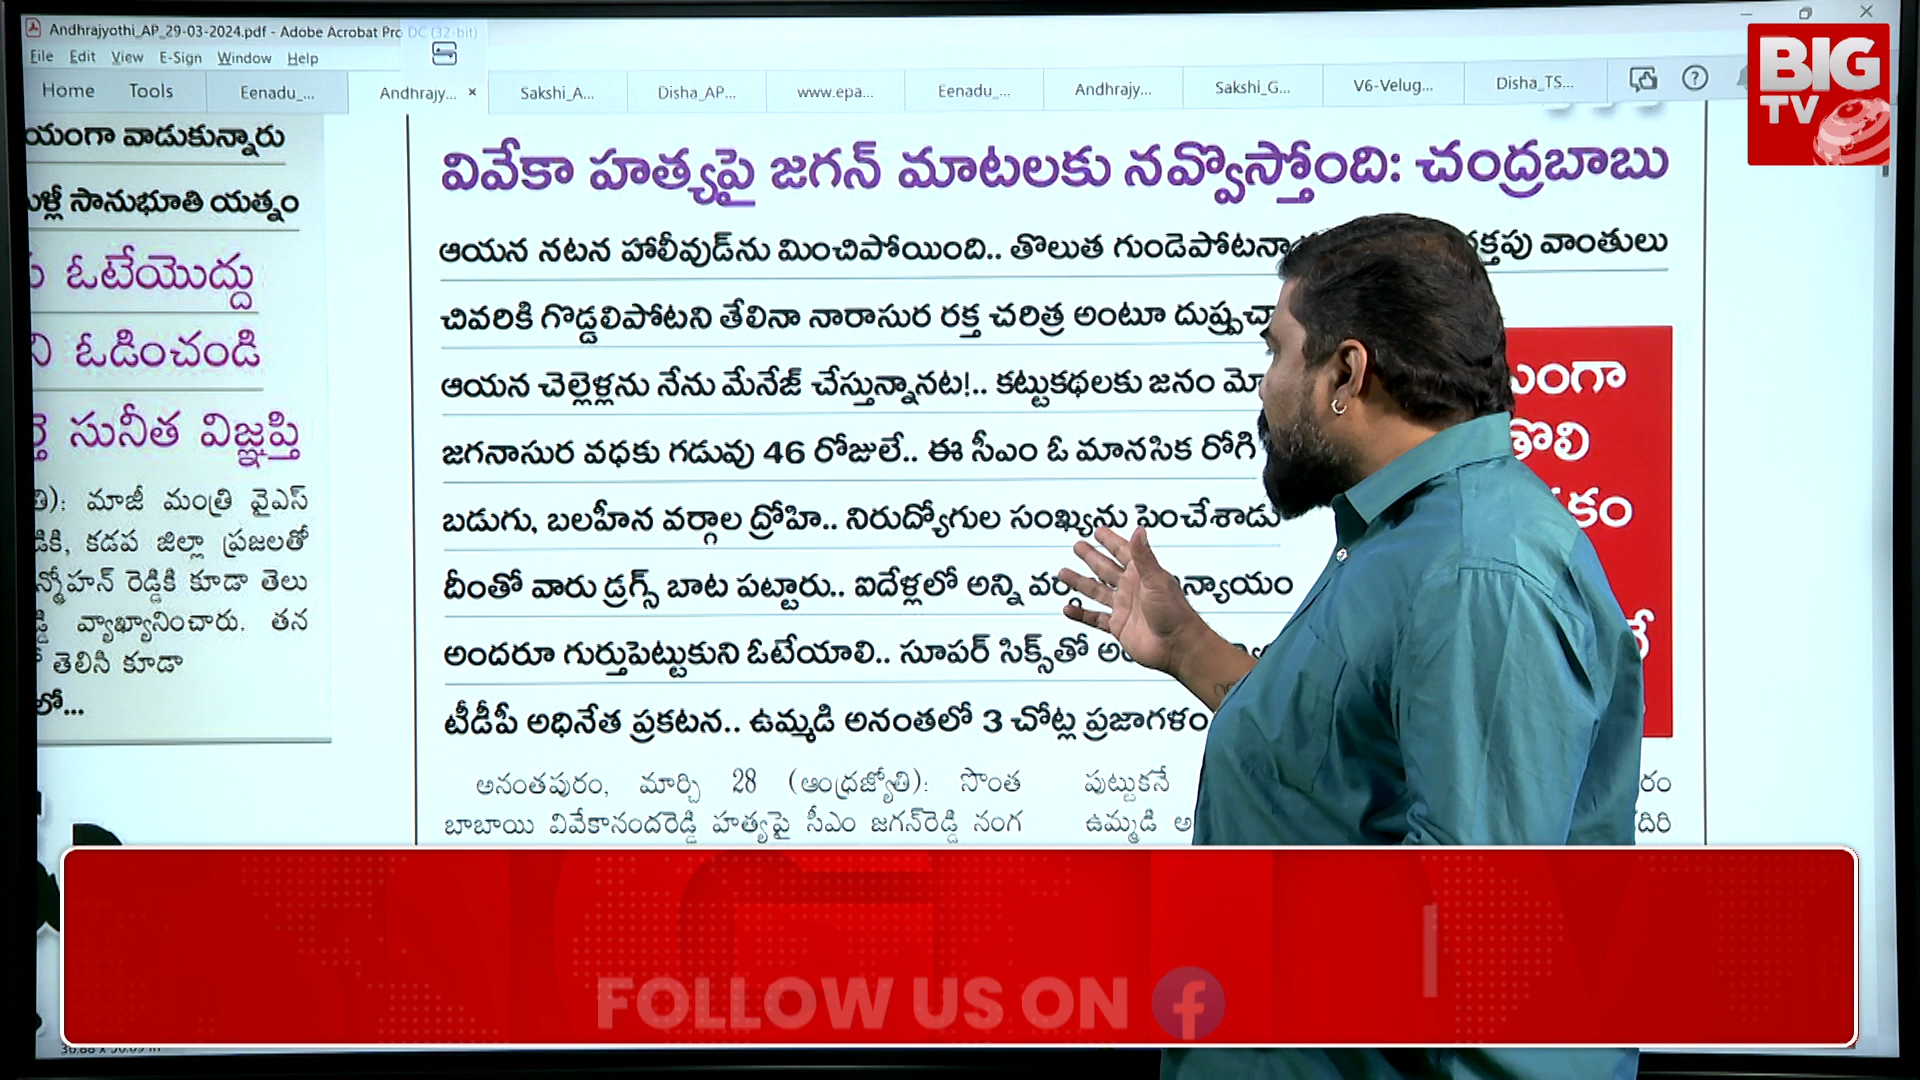 Andhrajyothi_AP_29-03-2024.pdf - Adobe Acrobat Pro DC (32-bit)
File Edit View E-Sign Window Help
Home Tools Eenadu_... Andhrajy... × Sakshi_A... Disha_AP... www.epa... Eenadu_... Andhrajy... Sakshi_G... V6-Velug... Disha_TS...
BIG
TV
వాడుకున్నారు
సానుభూతి యత్నం
ఓటేయొద్దు
ఓడించండి
సునీత విజ్ఞప్తి
మాజీ మంత్రి వైఎస్
కడప జిల్లా ప్రజలతో
రెడ్డికి కూడా తెలు
వ్యాఖ్యానించారు. తన
తెలిసి కూడా
వివేకా హత్యపై జగన్ మాటలకు నవ్వొస్తోంది: చంద్రబాబు
ఆయన నటన హాలీవుడ్‌ను మించిపోయింది.. తొలుత వాంతులు
చివరికి గొడ్డలిపోటని తేలినా నారాసుర రక్త చరిత్ర అంటూ
ఆయన చెల్లెళ్లను నేను మేనేజ్ చేస్తున్నానట!.. కట్టుకథలకు జనం
జగనాసుర వధకు గడువు 46 రోజులే.. ఈ సీఎం ఓ మానసిక రోగి
బడుగు, బలహీన వర్గాల ద్రోహి.. నిరుద్యోగుల సంఖ్యను పెంచేశాడు
దీంతో వారు డ్రగ్స్ బాట పట్టారు.. ఐదేళ్లలో అన్ని
అందరూ గుర్తుపెట్టుకుని ఓటేయాలి.. సూపర్ సిక్స్‌తో
టీడీపీ అధినేత ప్రకటన.. ఉమ్మడి అనంతలో 3 చోట్ల ప్రజాగళం
అనంతపురం, మార్చి 28 (ఆంధ్రజ్యోతి): సొంత
బాబాయి వివేకానందరెడ్డి హత్యపై సీఎం జగన్‌రెడ్డి నంగ
పుట్టుకనే
ఉమ్మడి
FOLLOW US ON